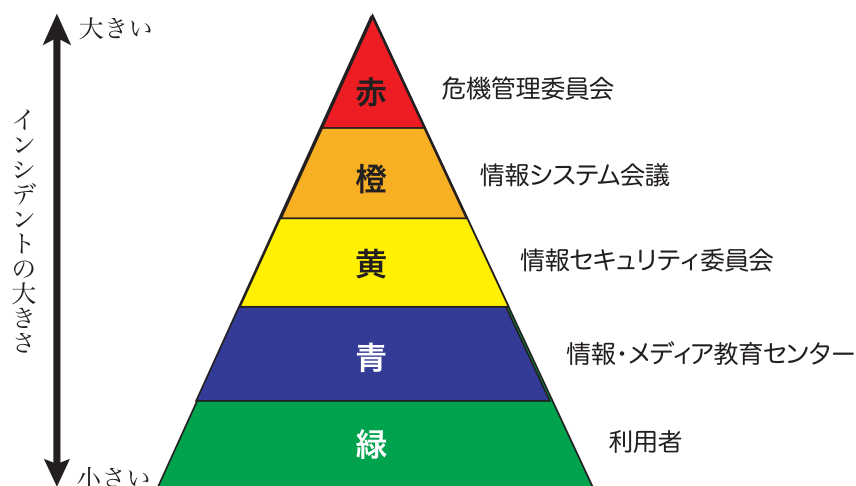 大きい
赤
危機管理委員会
橙
情報システム会議
インシデントの大きさ
黄
情報セキュリティ委員会
青
情報・メディア教育センター
緑
利用者
小さい